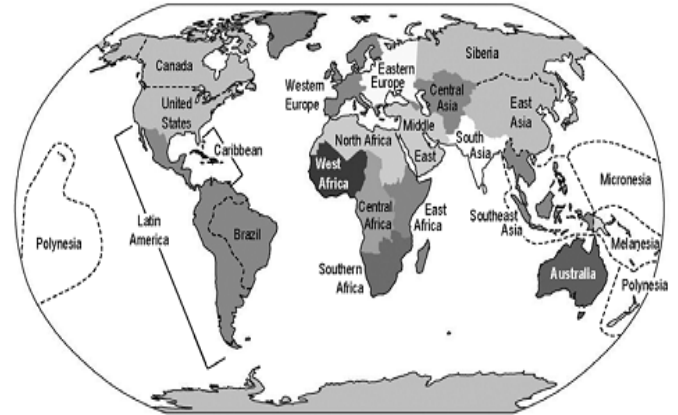 Canada
Siberia
Eastern
Europe
Western
Europe
Central
Asia
United
States
East
Asia
Middle
East
South
Asia
North Africa
Caribbean
West
Africa
Micronesia
Central
Africa
East
Africa
Southeast
Asia
Latin
America
Brazil
Polynesia
Melanesia
Southern
Africa
Australia
Polynesia